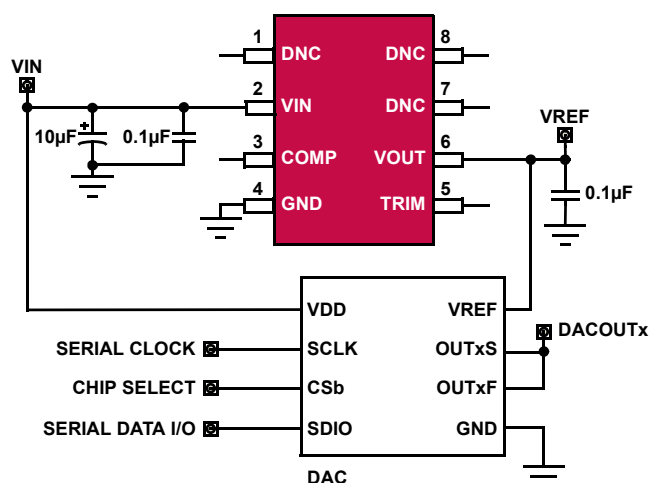 1 8
DNC DNC
VIN
2 7
VIN DNC
10µF + 0.1µF
VREF
3 6
COMP VOUT
4 5
GND TRIM
0.1µF
VDD VREF
SERIAL CLOCK SCLK OUTxS DACOUTx
CHIP SELECT CSb OUTxF
SERIAL DATA I/O SDIO GND
DAC